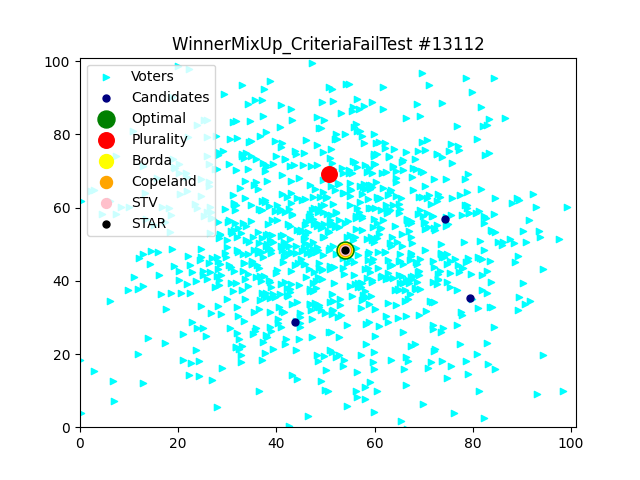 WinnerMixUp_CriteriaFailTest #13112
100
80
60
40
20
0
Voters
Candidates
Optimal
Plurality
Borda
Copeland
STV
STAR
0 20 40 60 80 100